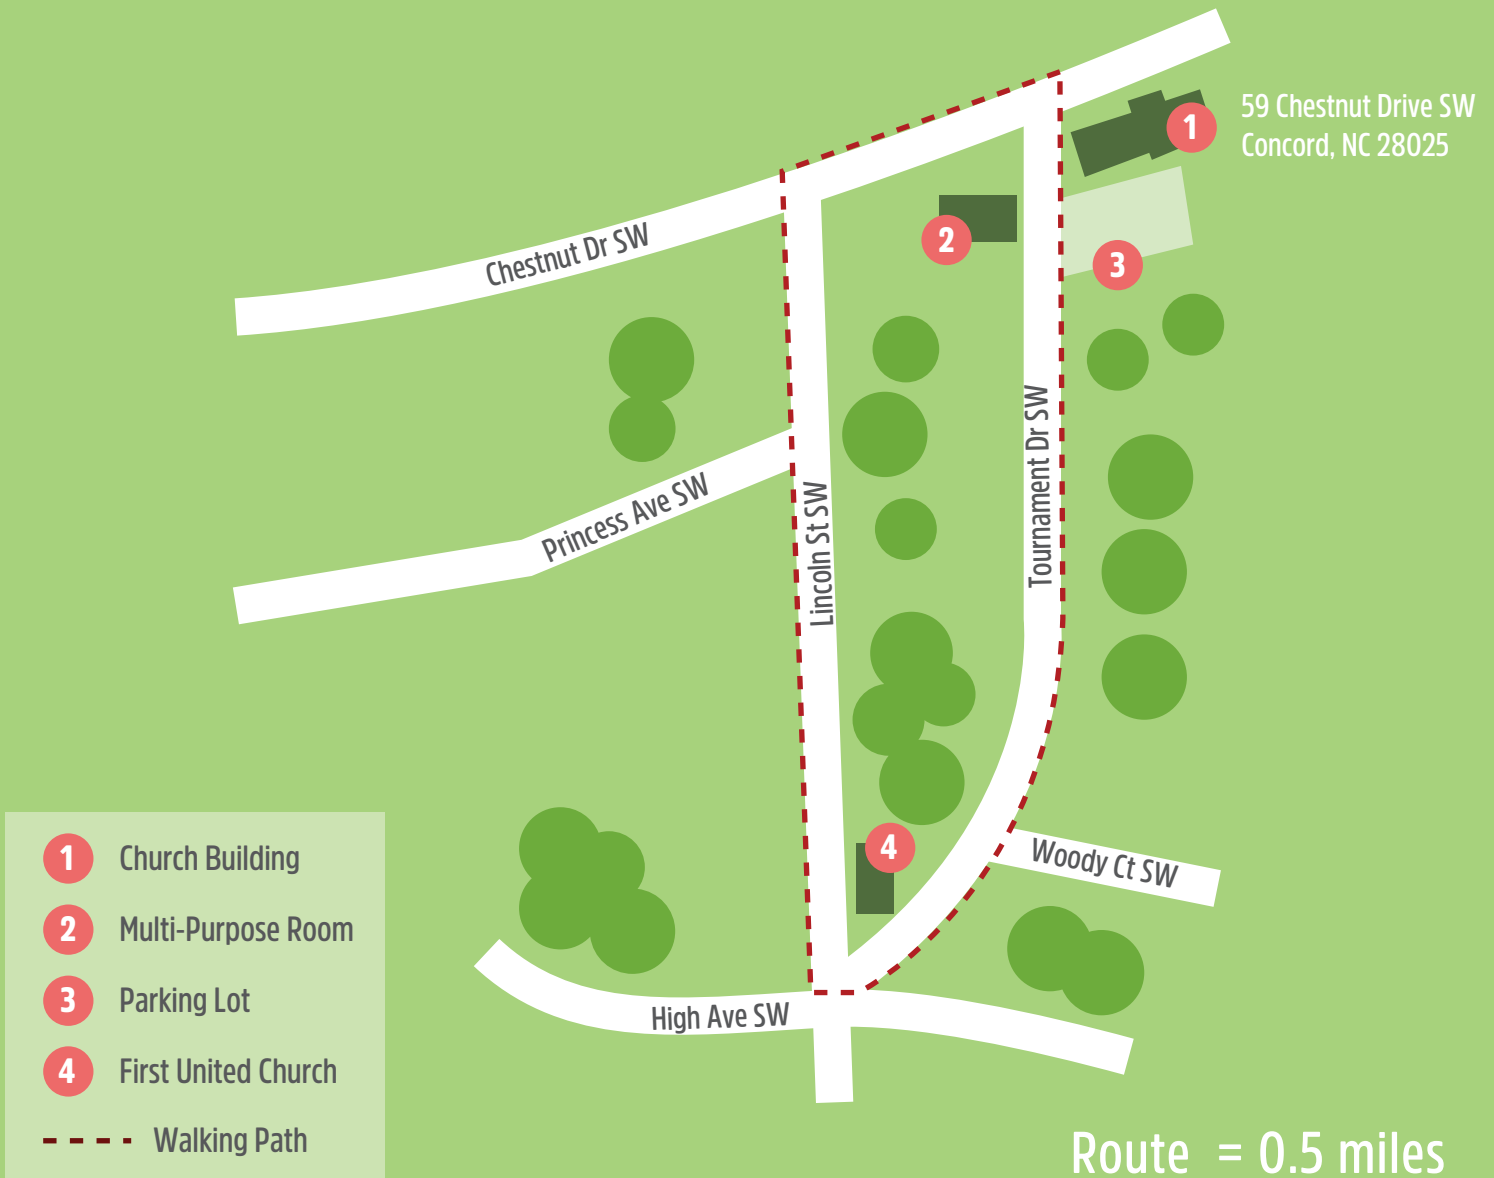 59 Chestnut Drive SW
Concord, NC 28025
1
2
3
Chestnut Dr SW
Princess Ave SW
Lincoln St SW
Tournament Dr SW
4
Woody Ct SW
High Ave SW
1 Church Building
2 Multi-Purpose Room
3 Parking Lot
4 First United Church
Walking Path
Route = 0.5 miles